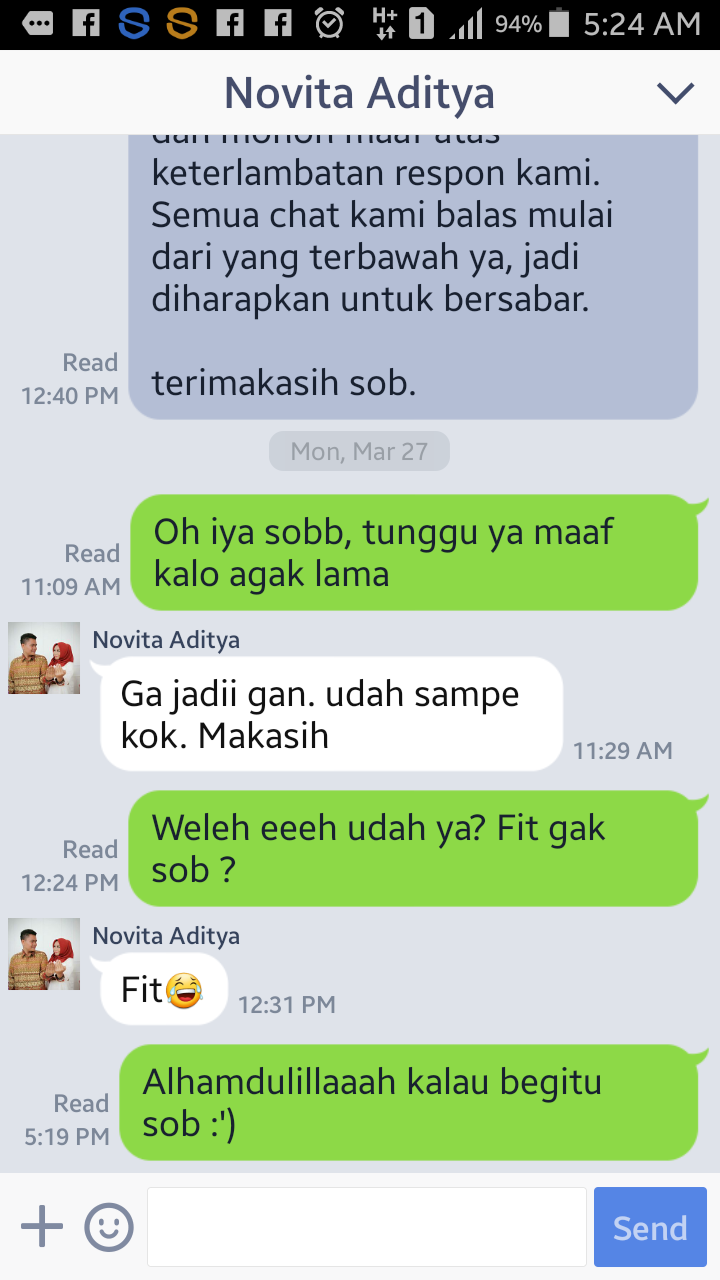 94% 5:24 AM
Novita Aditya
dan mohon maaf atas
keterlambatan respon kami.
Semua chat kami balas mulai
dari yang terbawah ya, jadi
diharapkan untuk bersabar.
terimakasih sob.
Read
12:40 PM
Mon, Mar 27
Oh iya sobb, tunggu ya maaf
kalo agak lama
Read
11:09 AM
Novita Aditya
Ga jadii gan. udah sampe
kok. Makasih
11:29 AM
Weleh eeeh udah ya? Fit gak
sob ?
Read
12:24 PM
Novita Aditya
Fit😂
12:31 PM
Alhamdulillaaah kalau begitu
sob :')
Read
5:19 PM
Send